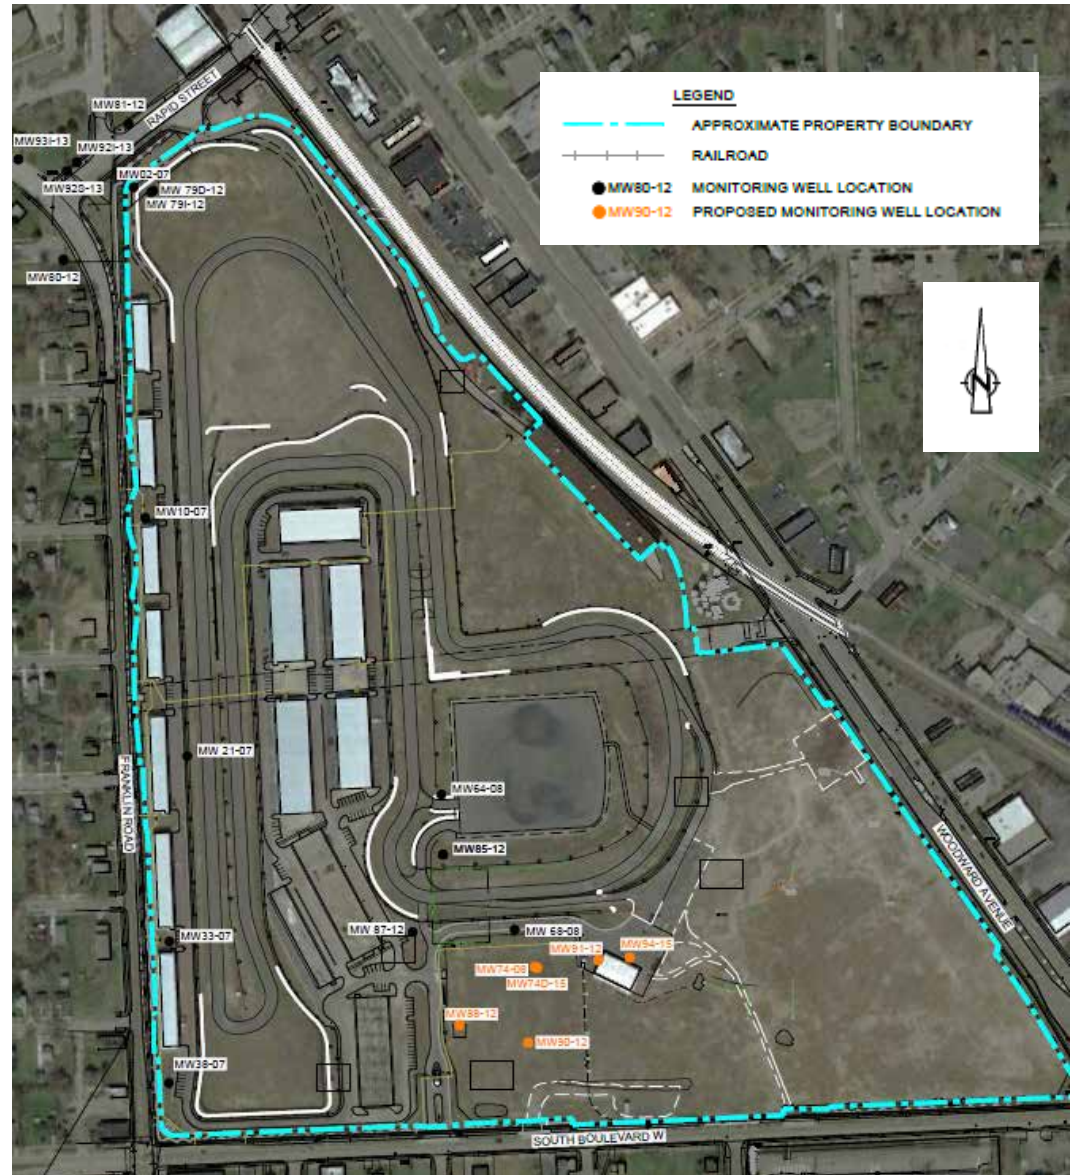 LEGEND
APPROXIMATE PROPERTY BOUNDARY
RAILROAD
MW80-12 MONITORING WELL LOCATION
MW90-12 PROPOSED MONITORING WELL LOCATION
N
RAPID STREET
MW81-12
MW93I-13
MW92I-13
MW92S-13
MW02-07
MW 79D-12
MW 79I-12
MW80-12
MW10-07
MW 21-07
FRANKLIN ROAD
MW64-08
MW85-12
WOODWARD AVENUE
MW33-07
MW 87-12
MW 68-08
MW91-12
MW94-15
MW74-08
MW74D-15
MW88-12
MW90-12
MW38-07
SOUTH BOULEVARD W